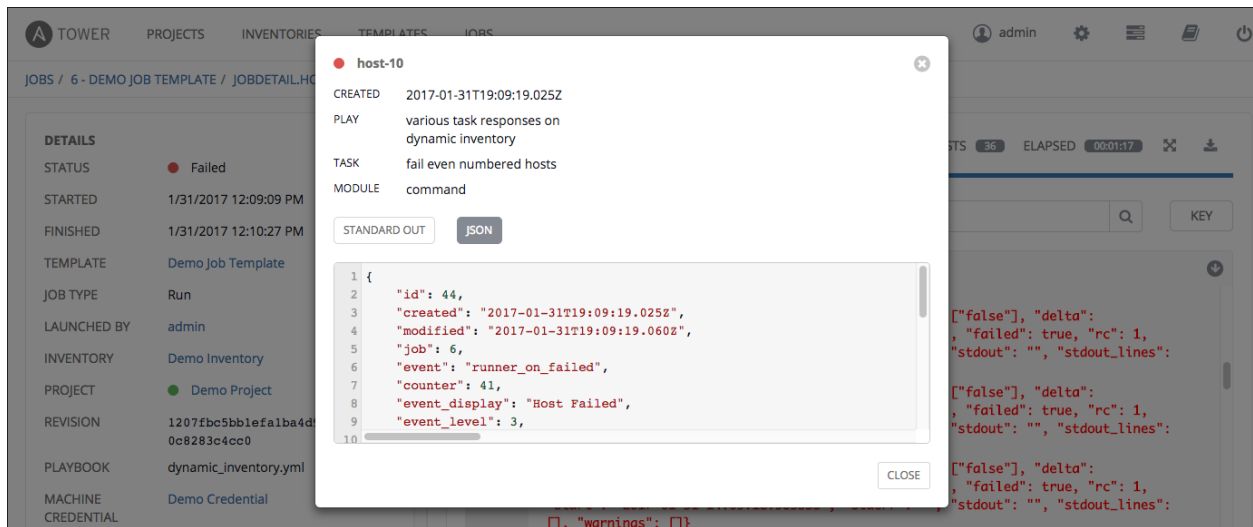 TOWER PROJECTS INVENTORIES TEMPLATES JOBS admin
JOBS / 6 - DEMO JOB TEMPLATE / JOBDETAIL.HO
DETAILS
STATUS Failed
STARTED 1/31/2017 12:09:09 PM
FINISHED 1/31/2017 12:10:27 PM
TEMPLATE Demo Job Template
JOB TYPE Run
LAUNCHED BY admin
INVENTORY Demo Inventory
PROJECT Demo Project
REVISION 1207fbc5bb1efa1ba4d
0c8283c4cc0
PLAYBOOK dynamic_inventory.yml
MACHINE Demo Credential
CREDENTIAL
host-10
CREATED 2017-01-31T19:09:19.025Z
PLAY various task responses on
dynamic inventory
TASK fail even numbered hosts
MODULE command
STANDARD OUT JSON
1 {
2 "id": 44,
3 "created": "2017-01-31T19:09:19.025Z",
4 "modified": "2017-01-31T19:09:19.060Z",
5 "job": 6,
6 "event": "runner_on_failed",
7 "counter": 41,
8 "event_display": "Host Failed",
9 "event_level": 3,
10
CLOSE
STS 36 ELAPSED 00:01:17
KEY
["false"], "delta":
, "failed": true, "rc": 1,
"stdout": "", "stdout_lines":
["false"], "delta":
, "failed": true, "rc": 1,
"stdout": "", "stdout_lines":
["false"], "delta":
, "failed": true, "rc": 1,
"stdout": "", "stdout_lines":
[], "warnings": []}